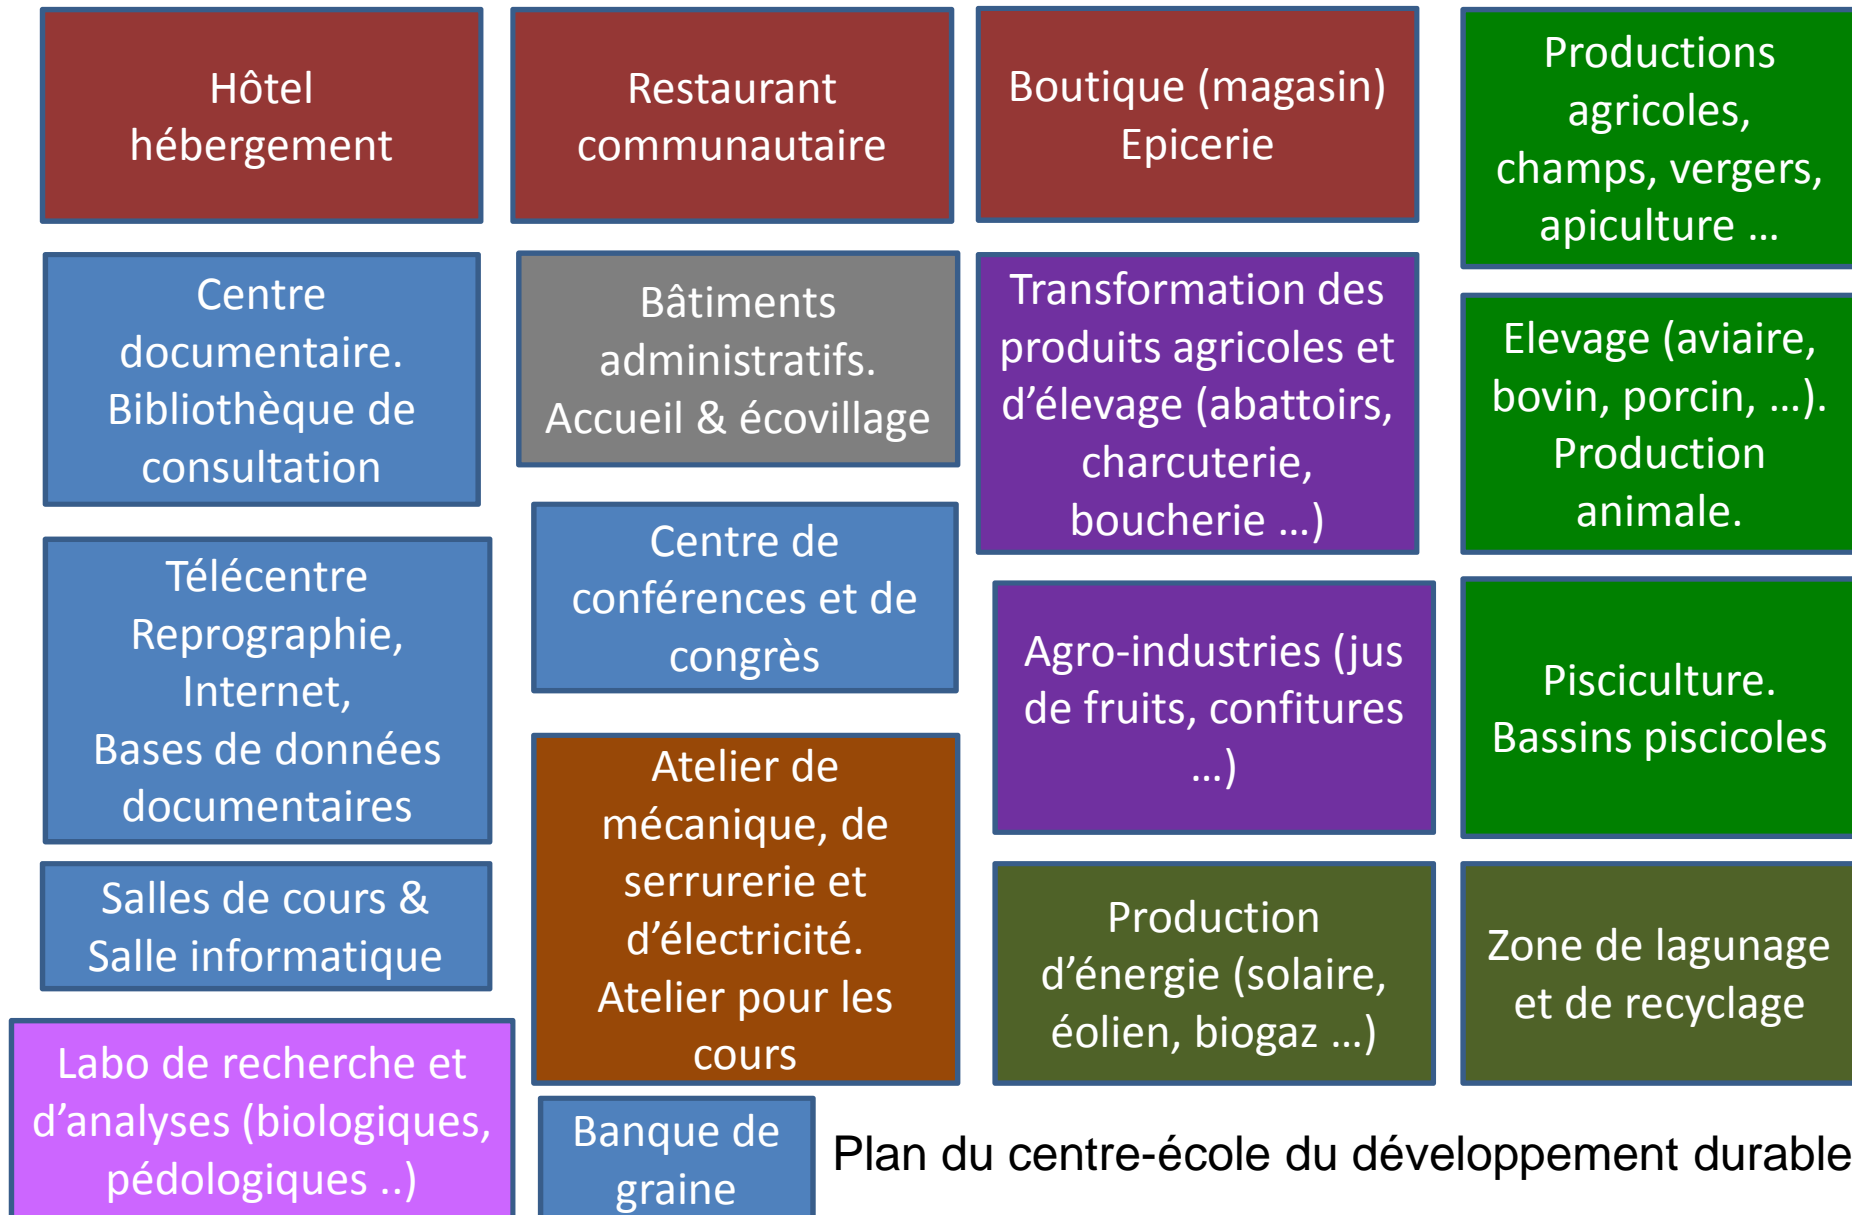 Hôtel
hébergement
Restaurant
communautaire
Boutique (magasin)
Epicerie
Productions
agricoles,
champs, vergers,
apiculture …
Centre
documentaire.
Bibliothèque de
consultation
Bâtiments
administratifs.
Accueil & écovillage
Transformation des
produits agricoles et
d’élevage (abattoirs,
charcuterie,
boucherie …)
Elevage (aviaire,
bovin, porcin, …).
Production
animale.
Télécentre
Reprographie,
Internet,
Bases de données
documentaires
Centre de
conférences et de
congrès
Agro-industries (jus
de fruits, confitures
…)
Pisciculture.
Bassins piscicoles
Salles de cours &
Salle informatique
Atelier de
mécanique, de
serrurerie et
d’électricité.
Atelier pour les
cours
Production
d’énergie (solaire,
éolien, biogaz …)
Zone de lagunage
et de recyclage
Labo de recherche et
d’analyses (biologiques,
pédologiques ..)
Banque de
graine
Plan du centre-école du développement durable